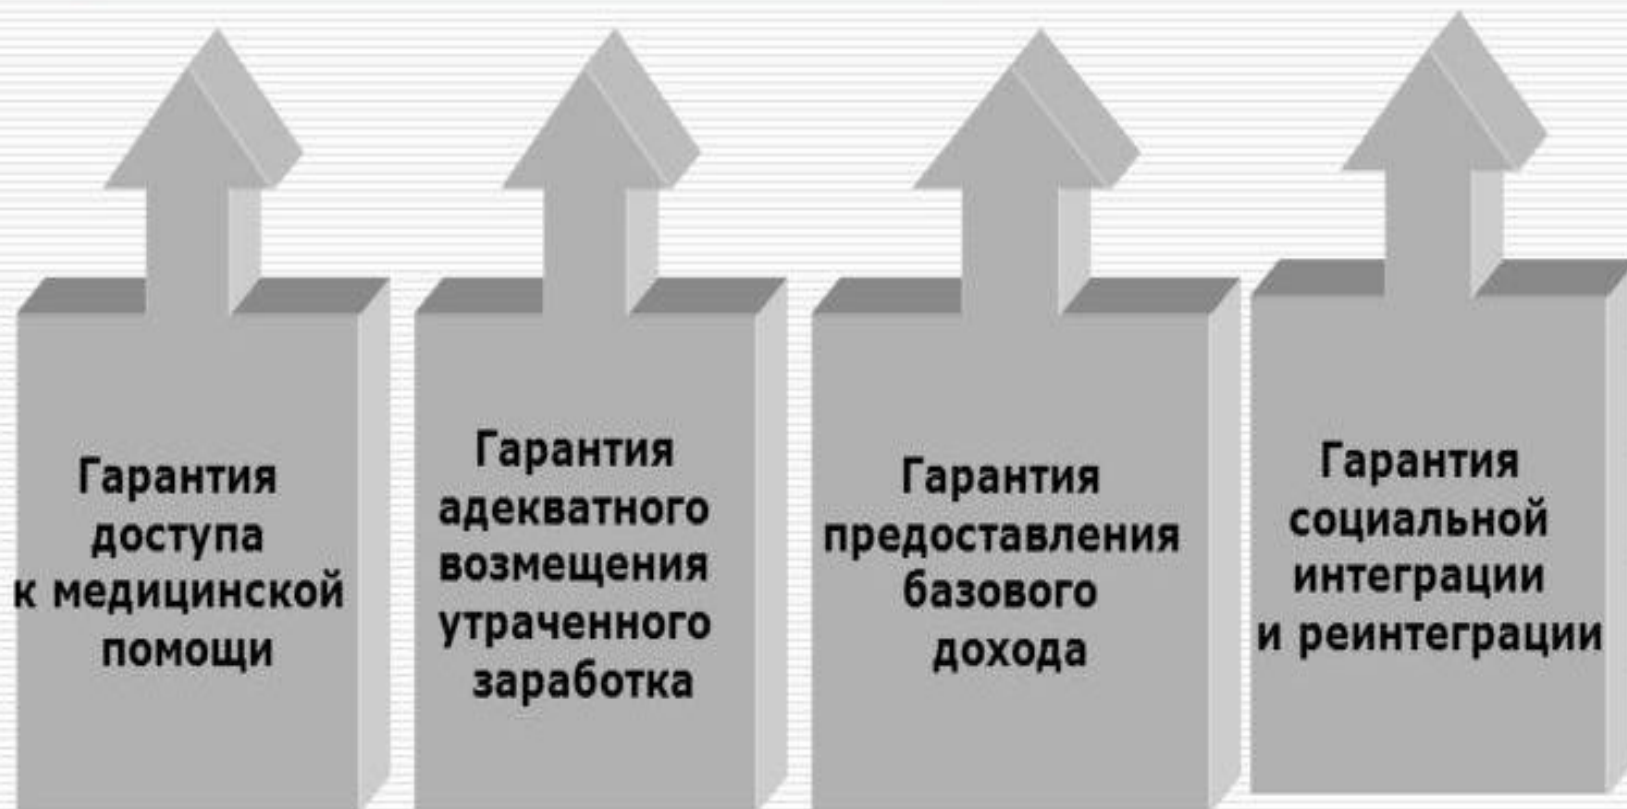 Гарантия
доступа
к медицинской
помощи
Гарантия
адекватного
возмещения
утраченного
заработка
Гарантия
предоставления
базового
дохода
Гарантия
социальной
интеграции
и реинтеграции